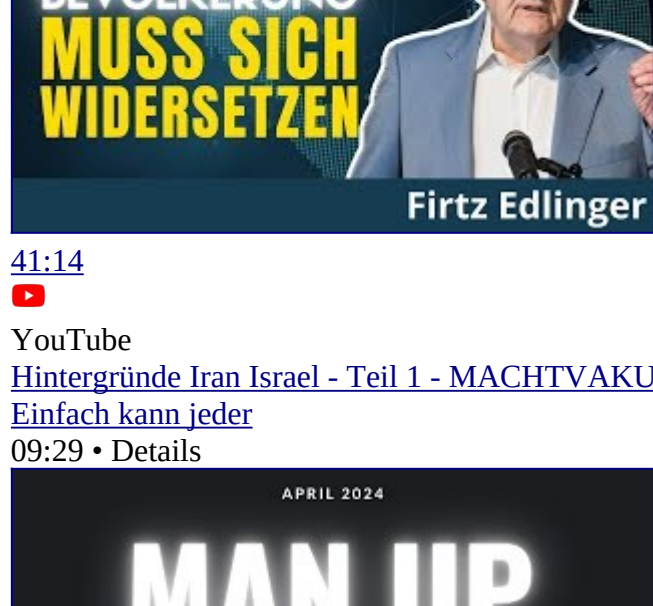 BEVÖLKERUNG
MUSS SICH
WIDERSETZEN
Firtz Edlinger
41:14
YouTube
Hintergründe Iran Israel - Teil 1 - MACHTVAKU
Einfach kann jeder
09:29 • Details
APRIL 2024
MAN UP